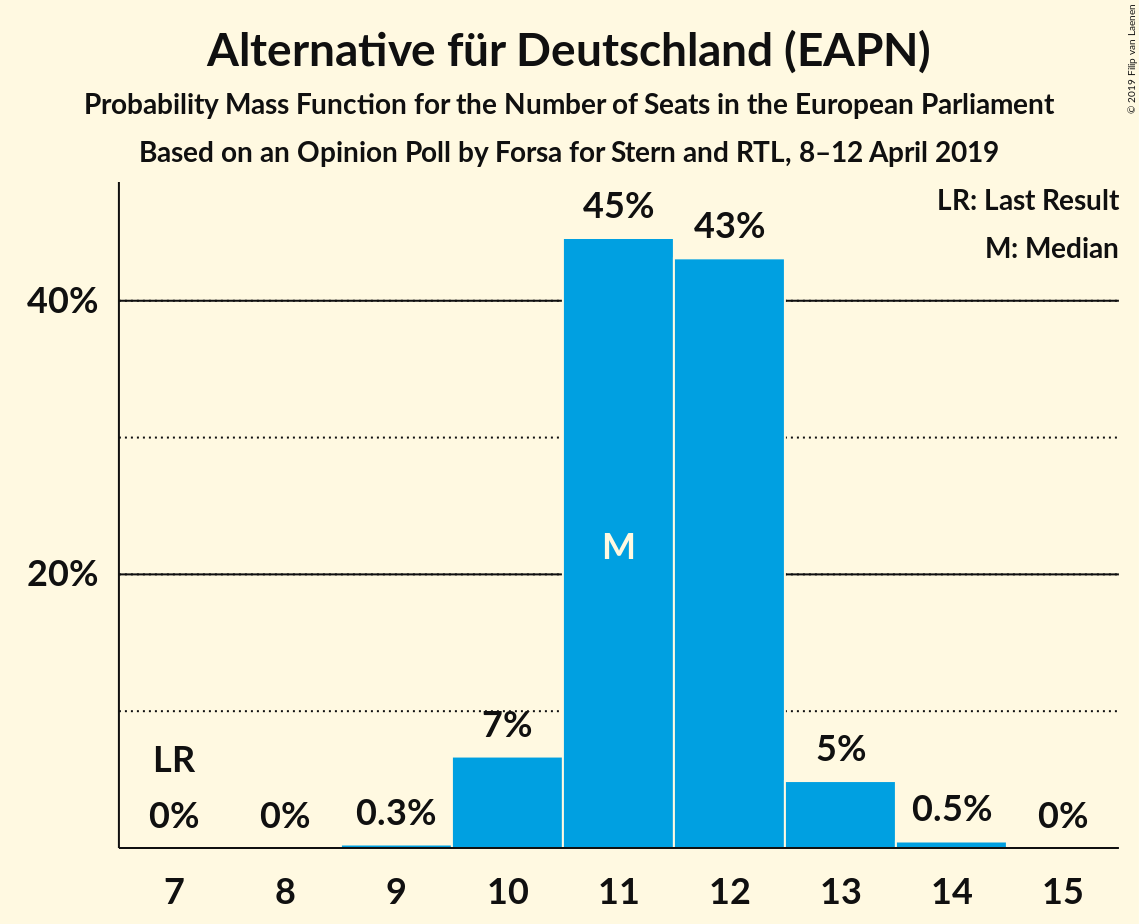 Alternative für Deutschland (EAPN)
Probability Mass Function for the Number of Seats in the European Parliament
Based on an Opinion Poll by Forsa for Stern and RTL, 8–12 April 2019
© 2019 Filip van Laenen
LR: Last Result
M: Median
45%
43%
40%
M
20%
7%
5%
LR
0%
0%
0.3%
0.5%
0%
7 8 9 10 11 12 13 14 15